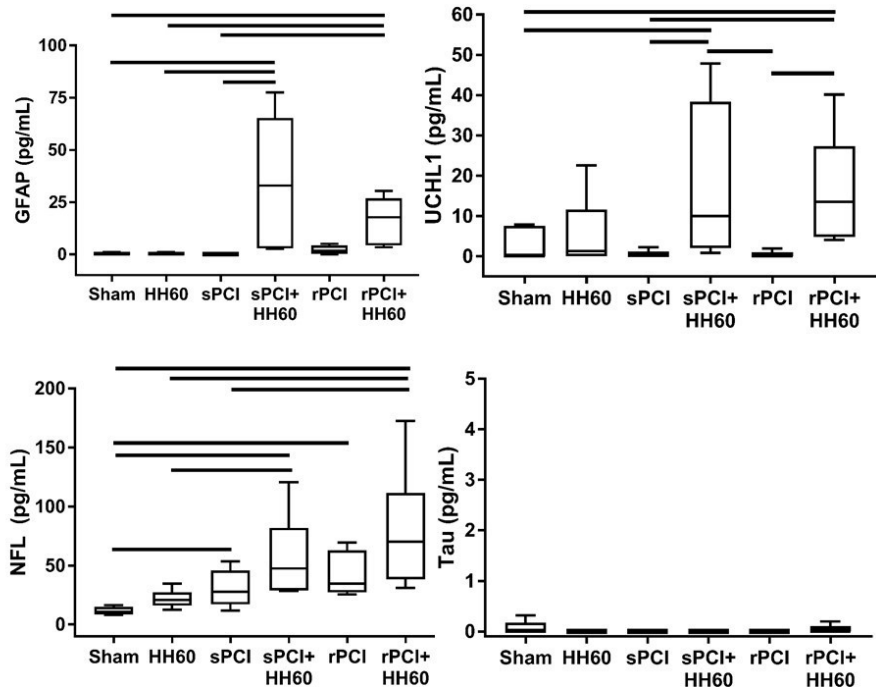 GFAP (pg/mL)
100
75
50
25
0
Sham HH60 sPCI sPCI+ rPCI rPCI+
HH60 HH60
UCHL1 (pg/mL)
60
50
40
30
20
10
0
Sham HH60 sPCI sPCI+ rPCI rPCI+
HH60 HH60
NFL (pg/mL)
200
150
100
50
0
Sham HH60 sPCI sPCI+ rPCI rPCI+
HH60 HH60
Tau (pg/mL)
5
4
3
2
1
0
Sham HH60 sPCI sPCI+ rPCI rPCI+
HH60 HH60